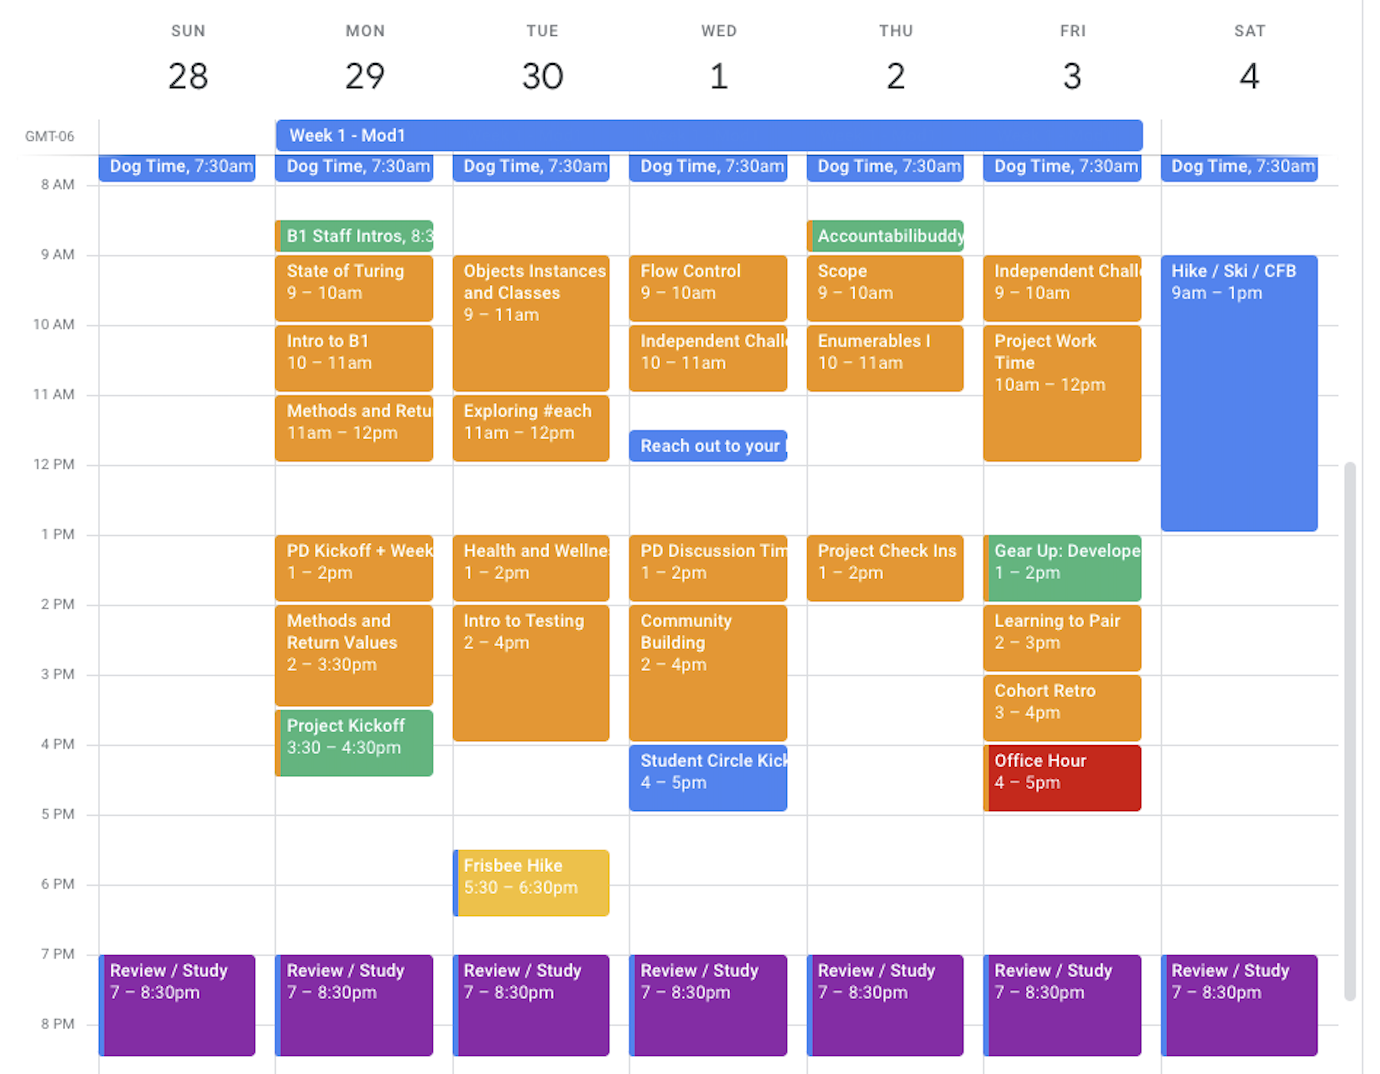 SUN
28
MON
29
TUE
30
WED
1
THU
2
FRI
3
SAT
4
GMT-06
Week 1 - Mod1
Dog Time, 7:30am
Dog Time, 7:30am
Dog Time, 7:30am
Dog Time, 7:30am
Dog Time, 7:30am
Dog Time, 7:30am
Dog Time, 7:30am
8 AM
9 AM
10 AM
11 AM
12 PM
1 PM
2 PM
3 PM
4 PM
5 PM
6 PM
7 PM
8 PM
Review / Study
7 – 8:30pm
B1 Staff Intros, 8:3
State of Turing
9 – 10am
Intro to B1
10 – 11am
Methods and Retu
11am – 12pm
PD Kickoff + Week
1 – 2pm
Methods and
Return Values
2 – 3:30pm
Project Kickoff
3:30 – 4:30pm
Review / Study
7 – 8:30pm
Objects Instances
and Classes
9 – 11am
Exploring #each
11am – 12pm
Health and Wellne
1 – 2pm
Intro to Testing
2 – 4pm
Frisbee Hike
5:30 – 6:30pm
Review / Study
7 – 8:30pm
Flow Control
9 – 10am
Independent Chall
10 – 11am
Reach out to your
PD Discussion Tim
1 – 2pm
Community
Building
2 – 4pm
Student Circle Kick
4 – 5pm
Review / Study
7 – 8:30pm
Accountabilibuddy
Scope
9 – 10am
Enumerables I
10 – 11am
Project Check Ins
1 – 2pm
Review / Study
7 – 8:30pm
Independent Chall
9 – 10am
Project Work
Time
10am – 12pm
Gear Up: Develope
1 – 2pm
Learning to Pair
2 – 3pm
Cohort Retro
3 – 4pm
Office Hour
4 – 5pm
Review / Study
7 – 8:30pm
Hike / Ski / CFB
9am – 1pm
Review / Study
7 – 8:30pm